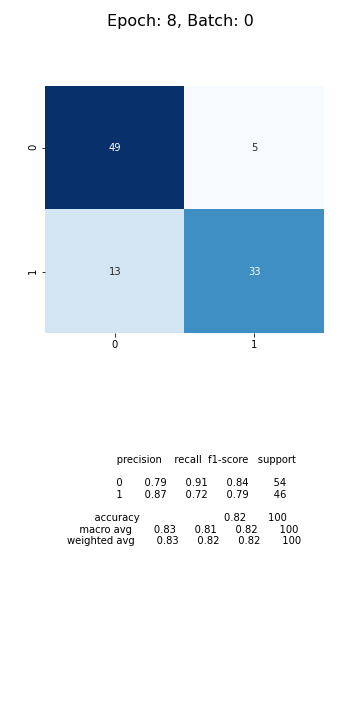 Epoch: 8, Batch: 0
0 49 5
1 13 33
0 1
precision recall f1-score support
0 0.79 0.91 0.84 54
1 0.87 0.72 0.79 46
accuracy 0.82 100
macro avg 0.83 0.81 0.82 100
weighted avg 0.83 0.82 0.82 100